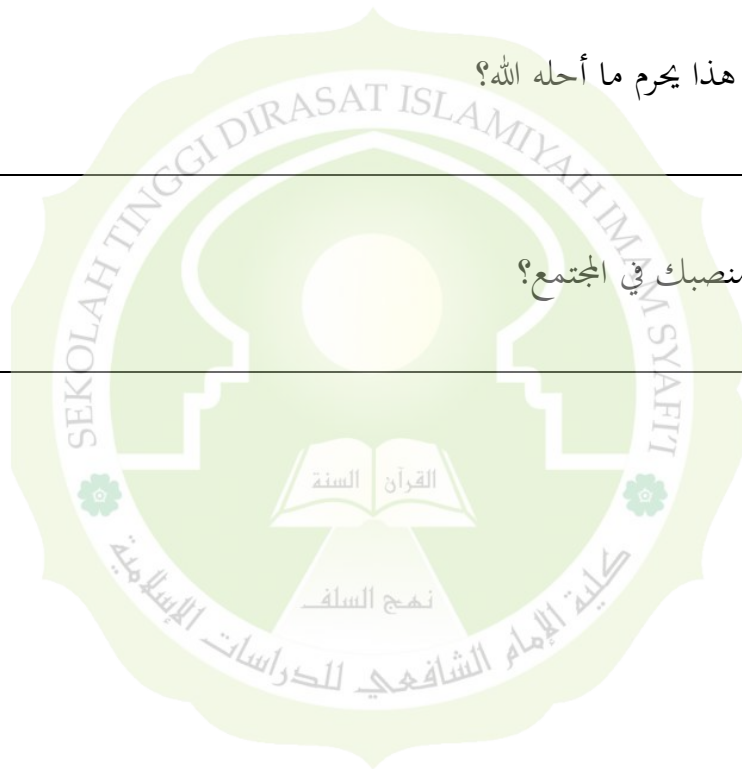 هذا يحرم ما أحله الله؟
منصبك في المجتمع؟
SEKOLAH TINGGI DIRASAT ISLAMIYAH IMAM SYAFI'I
القرآن السنة
نهج السلف
كلية الإمام الشافعي للدراسات الإسلامية